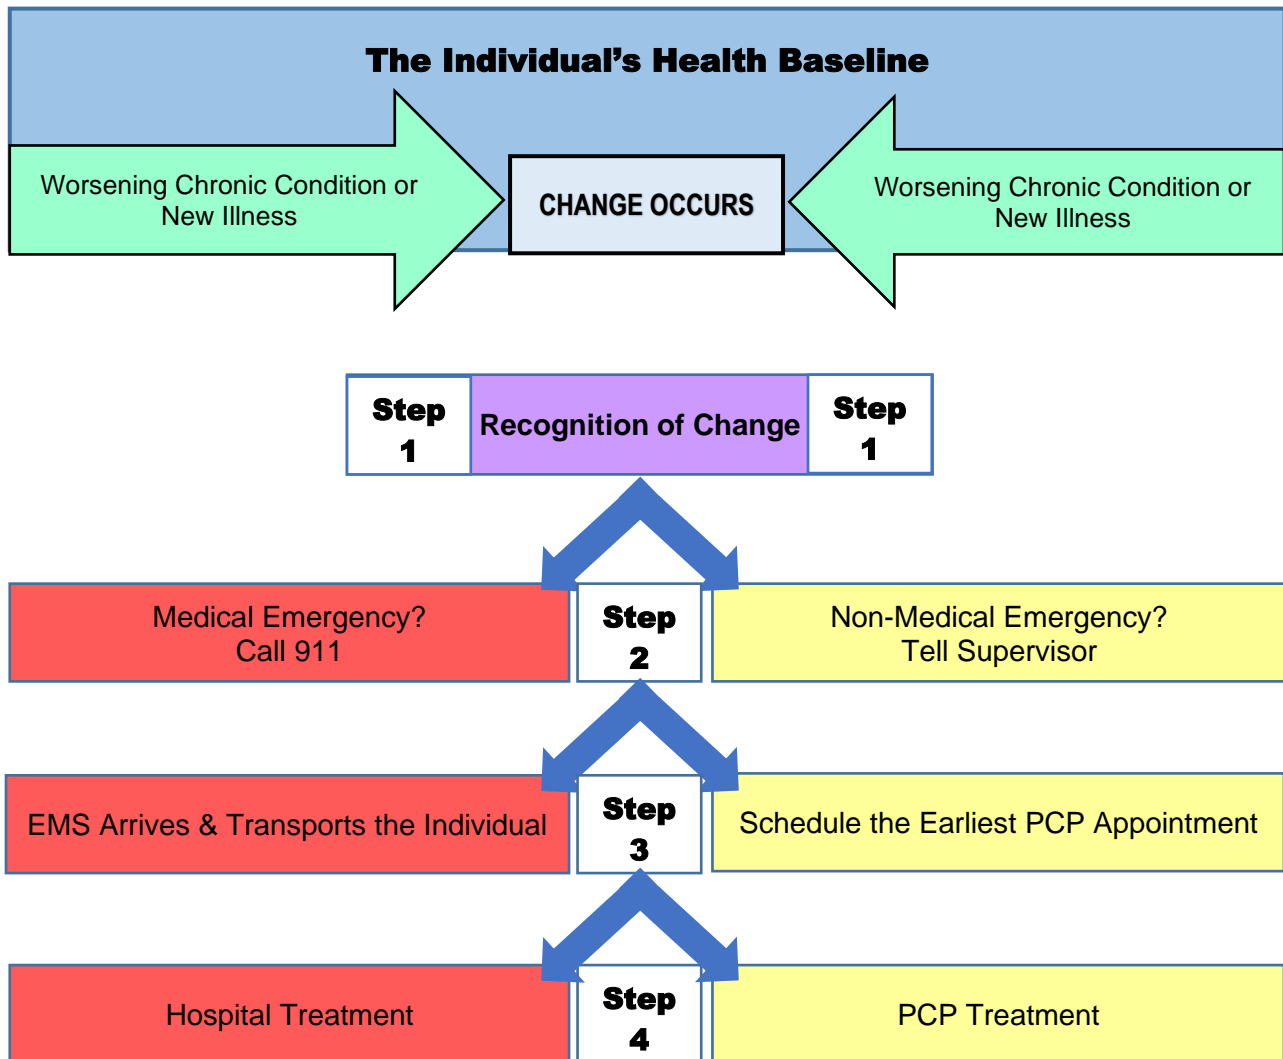 The Individual’s Health Baseline
Worsening Chronic Condition or
New Illness
CHANGE OCCURS
Worsening Chronic Condition or
New Illness
Step
1
Recognition of Change
Step
1
Medical Emergency?
Call 911
Step
2
Non-Medical Emergency?
Tell Supervisor
EMS Arrives & Transports the Individual
Step
3
Schedule the Earliest PCP Appointment
Hospital Treatment
Step
4
PCP Treatment